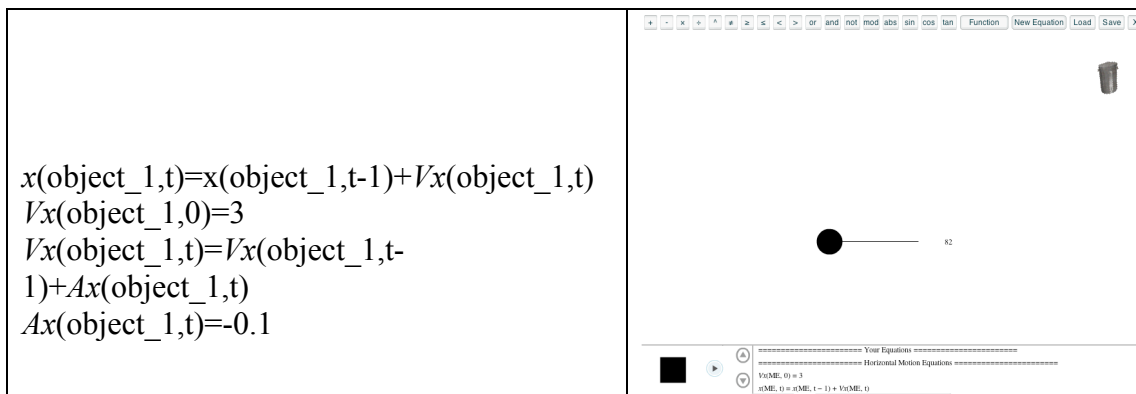 x(object_1,t)=x(object_1,t-1)+Vx(object_1,t)
Vx(object_1,0)=3
Vx(object_1,t)=Vx(object_1,t-
1)+Ax(object_1,t)
Ax(object_1,t)=-0.1
+ - × ÷ ^ ≠ ≥ ≤ < > or and not mod abs sin cos tan Function New Equation Load Save X
82
======================= Your Equations =======================
======================= Horizontal Motion Equations =======================
Vx(ME, 0) = 3
x(ME, t) = x(ME, t − 1) + Vx(ME, t)